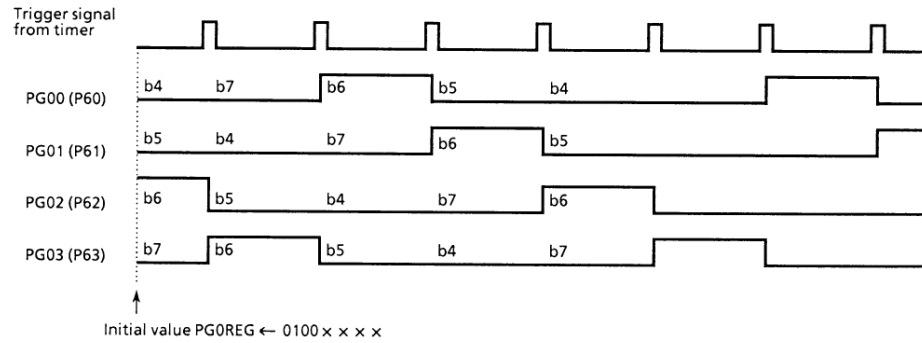 Trigger signal
from timer
PG00 (P60) b4 b7 b6 b5 b4
PG01 (P61) b5 b4 b7 b6 b5
PG02 (P62) b6 b5 b4 b7 b6
PG03 (P63) b7 b6 b5 b4 b7
Initial value PG0REG ← 0100 × × × ×